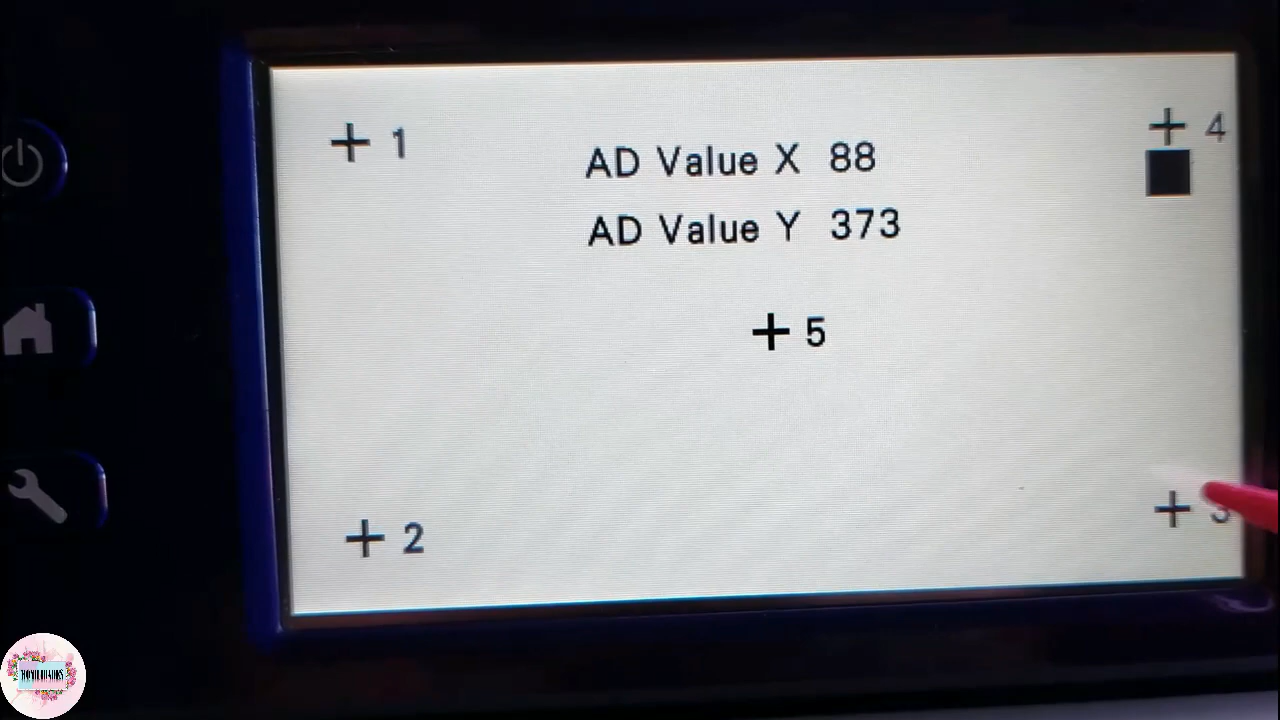 + 1
+ 4
AD Value X 88
AD Value Y 373
+ 5
+ 2
+ 3